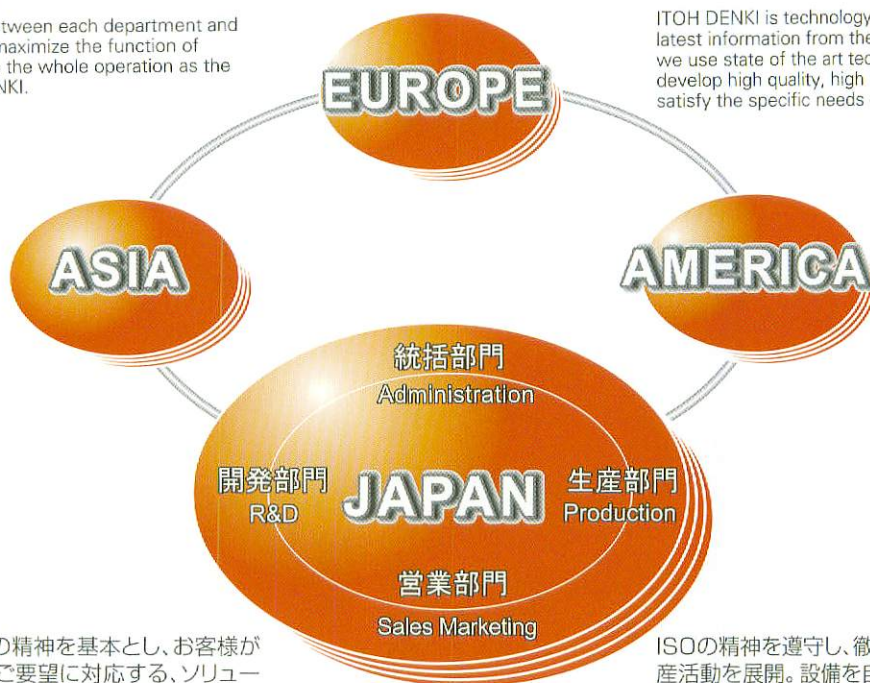 tween each department and
maximize the function of
the whole operation as the
NKI.
ITOH DENKI is technology
latest information from the
we use state of the art tec
develop high quality, high
satisfy the specific needs
EUROPE
ASIA
AMERICA
統括部門
Administration
開発部門
R&D
JAPAN
生産部門
Production
営業部門
Sales Marketing
の精神を基本とし、お客様が
ご要望に対応する、ソリュー
ISOの精神を遵守し、徹
産活動を展開。設備を自